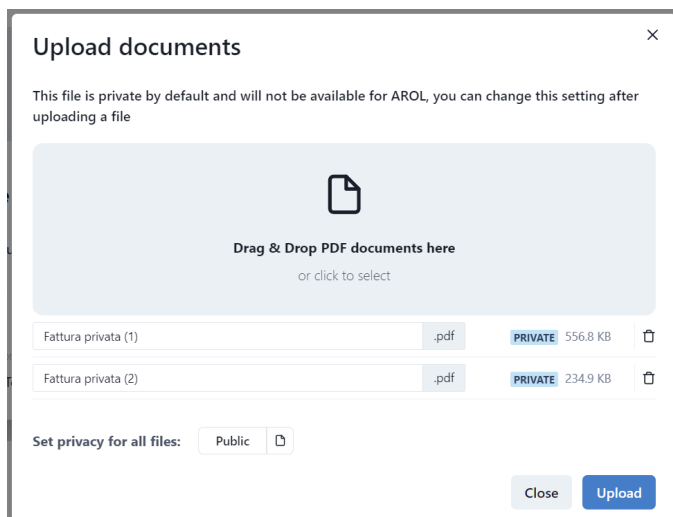 Upload documents
This file is private by default and will not be available for AROL, you can change this setting after
uploading a file
Drag & Drop PDF documents here
or click to select
Fattura privata (1) .pdf PRIVATE 556.8 KB
Fattura privata (2) .pdf PRIVATE 234.9 KB
Set privacy for all files: Public
Close Upload